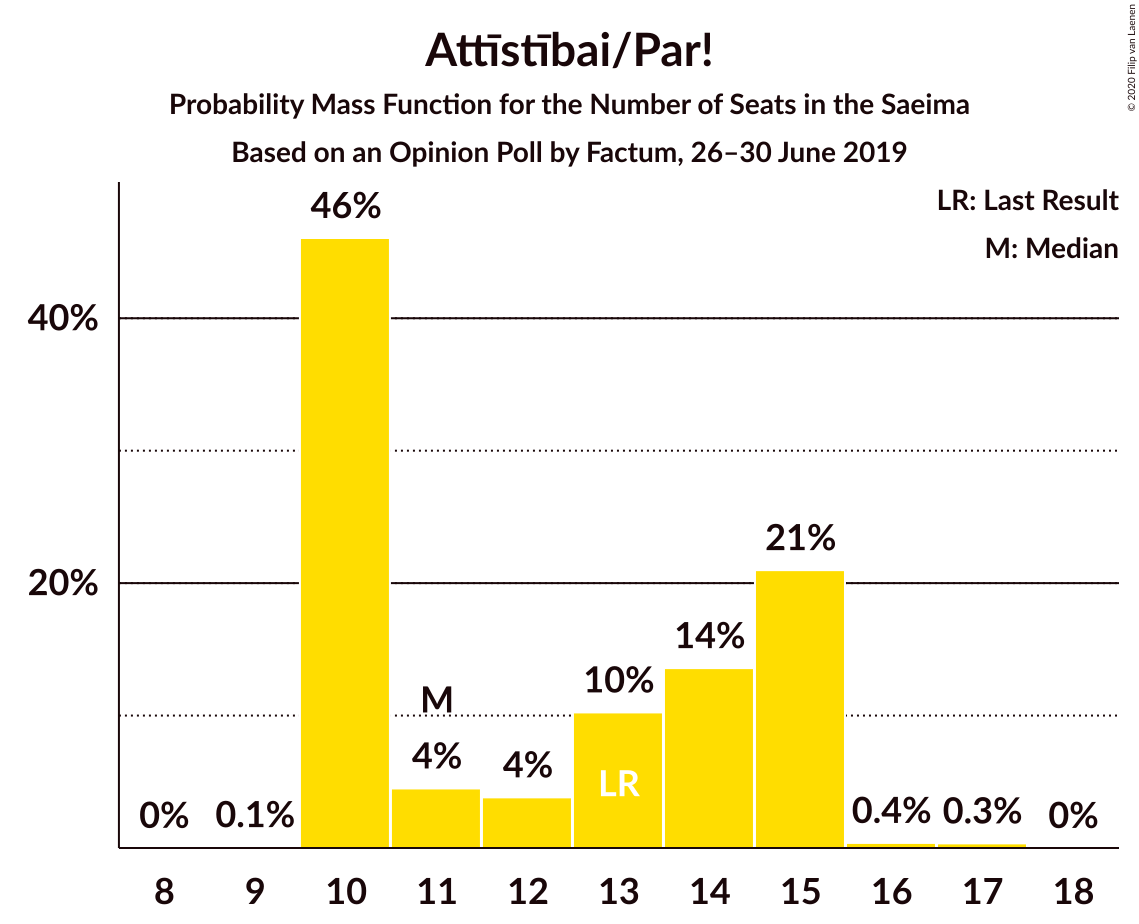 Attīstībai/Par!
Probability Mass Function for the Number of Seats in the Saeima
Based on an Opinion Poll by Factum, 26–30 June 2019
© 2020 Filip van Laenen
LR: Last Result
M: Median
40%
20%
0%
0.1%
46%
M
4%
4%
10%
LR
14%
21%
0.4%
0.3%
0%
8 9 10 11 12 13 14 15 16 17 18